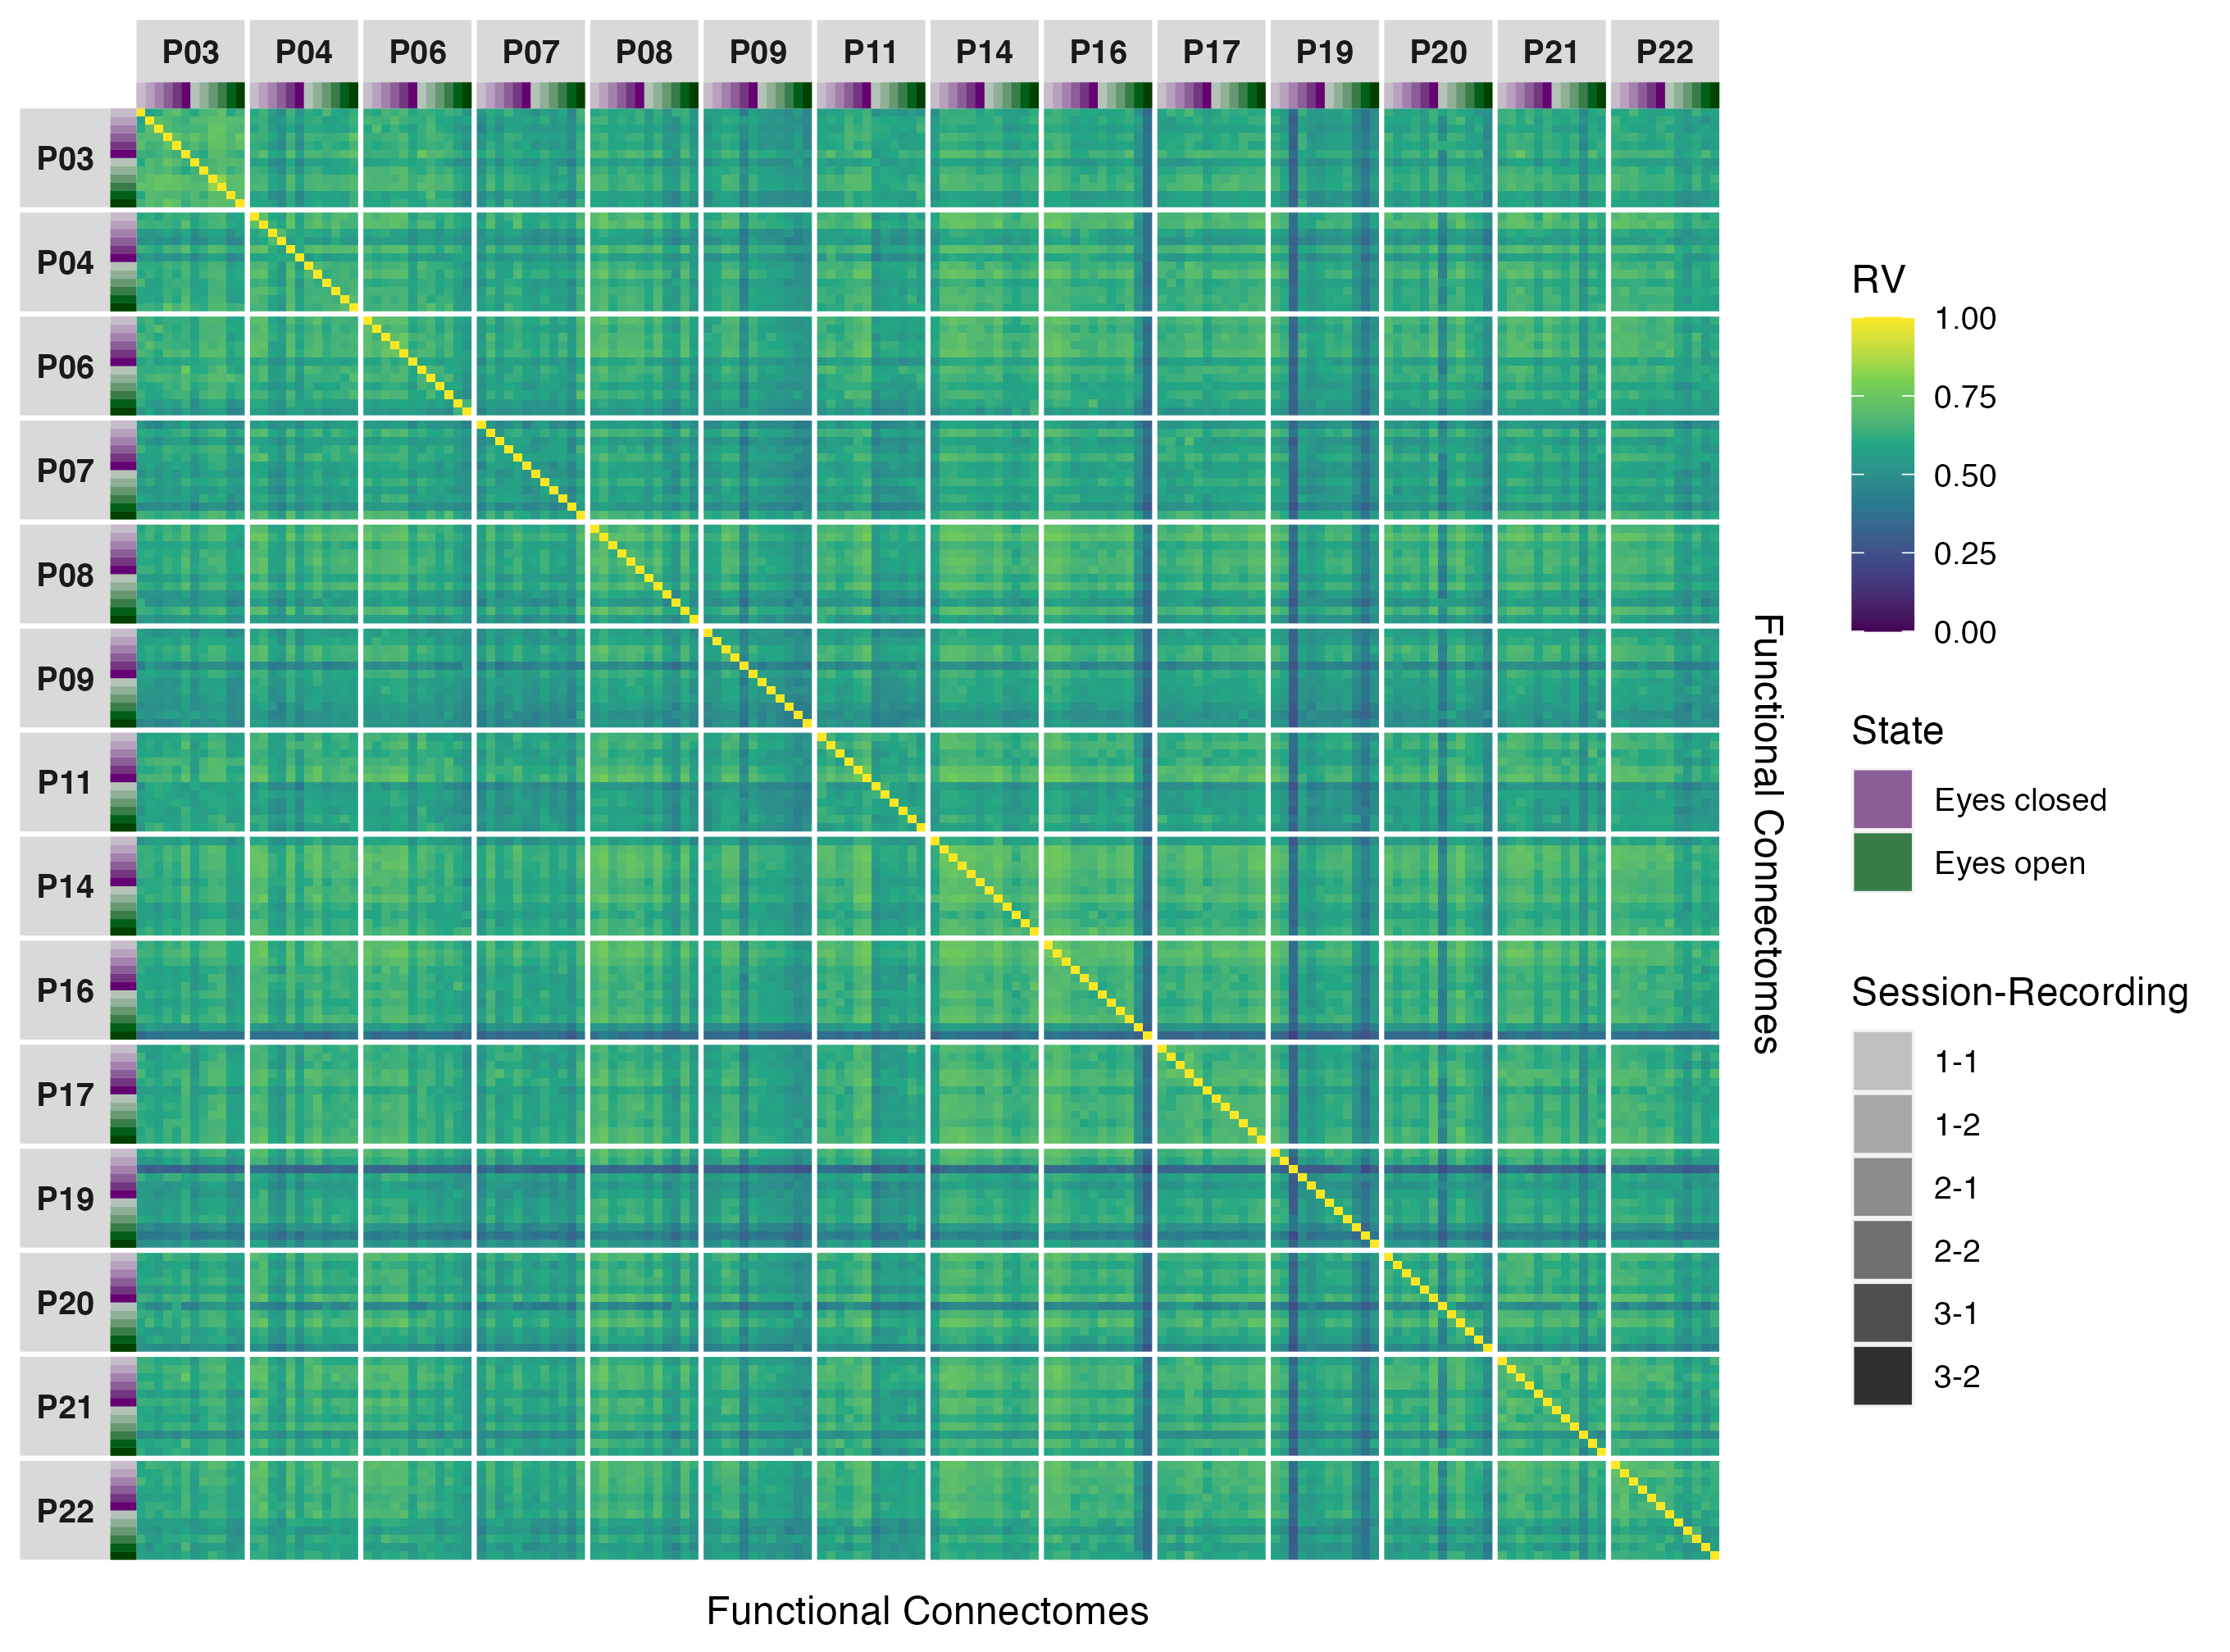 P03 P04 P06 P07 P08 P09 P11 P14 P16 P17 P19 P20 P21 P22
P03
P04
P06
P07
P08
P09
P11
P14
P16
P17
P19
P20
P21
P22
Functional Connectomes
Functional Connectomes
RV
1.00
0.75
0.50
0.25
0.00
State
Eyes closed
Eyes open
Session-Recording
1-1
1-2
2-1
2-2
3-1
3-2